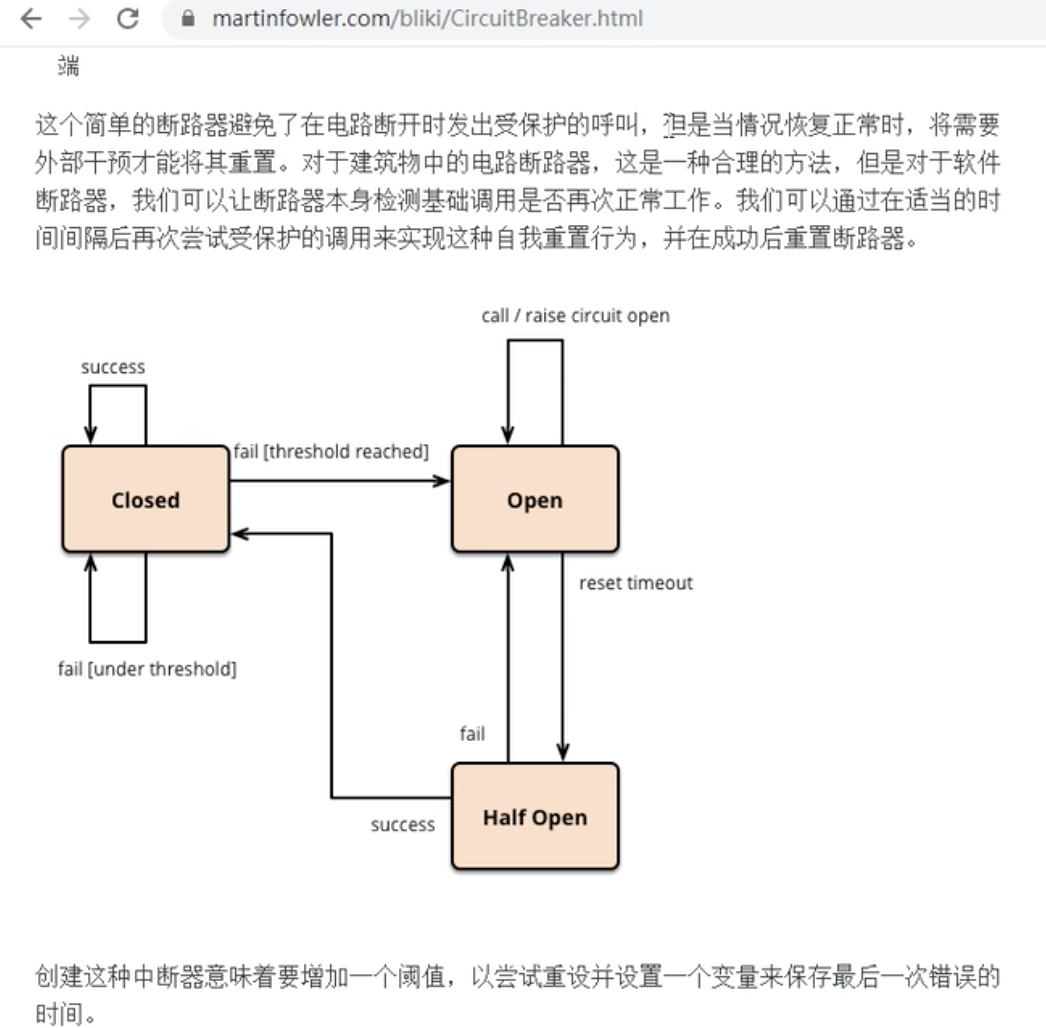 martinfowler.com/bliki/CircuitBreaker.html
端
这个简单的断路器避免了在电路断开时发出受保护的呼叫，但是当情况恢复正常时，将需要
外部干预才能将其重置。对于建筑物中的电路断路器，这是一种合理的方法，但是对于软件
断路器，我们可以让断路器本身检测基础调用是否再次正常工作。我们可以通过在适当的时
间间隔后再次尝试受保护的调用来实现这种自我重置行为，并在成功后重置断路器。
call / raise circuit open
success
fail [threshold reached]
Closed
Open
reset timeout
fail [under threshold]
fail
Half Open
success
创建这种中断器意味着要增加一个阈值，以尝试重设并设置一个变量来保存最后一次错误的
时间。